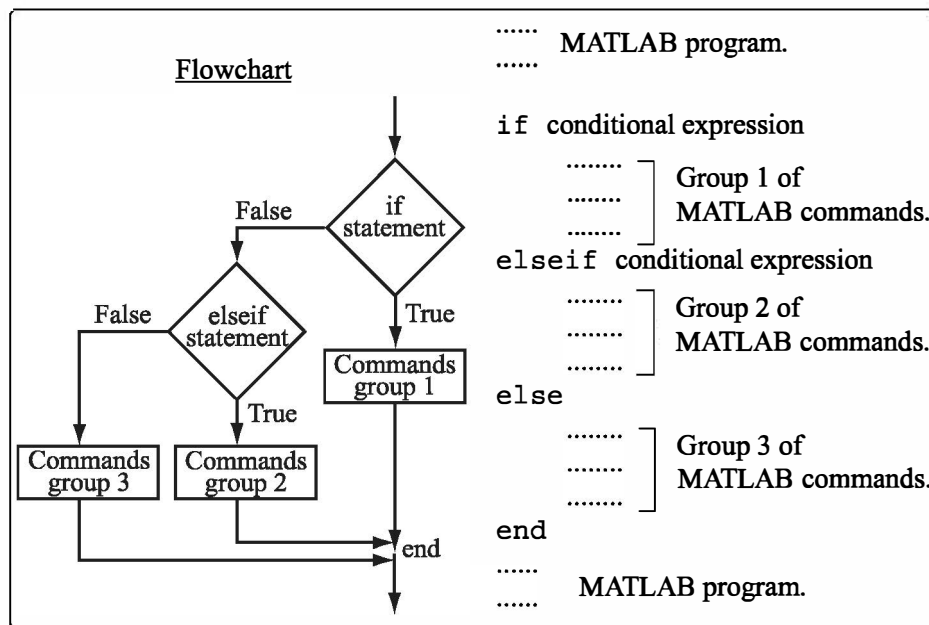 Flowchart
if
statement
False
True
elseif
statement
False
True
Commands
group 1
Commands
group 3
Commands
group 2
end
...... MATLAB program.
......
if conditional expression
........ Group 1 of
........ MATLAB commands.
........
elseif conditional expression
........ Group 2 of
........ MATLAB commands.
........
else
........ Group 3 of
........ MATLAB commands.
........
end
...... MATLAB program.
......